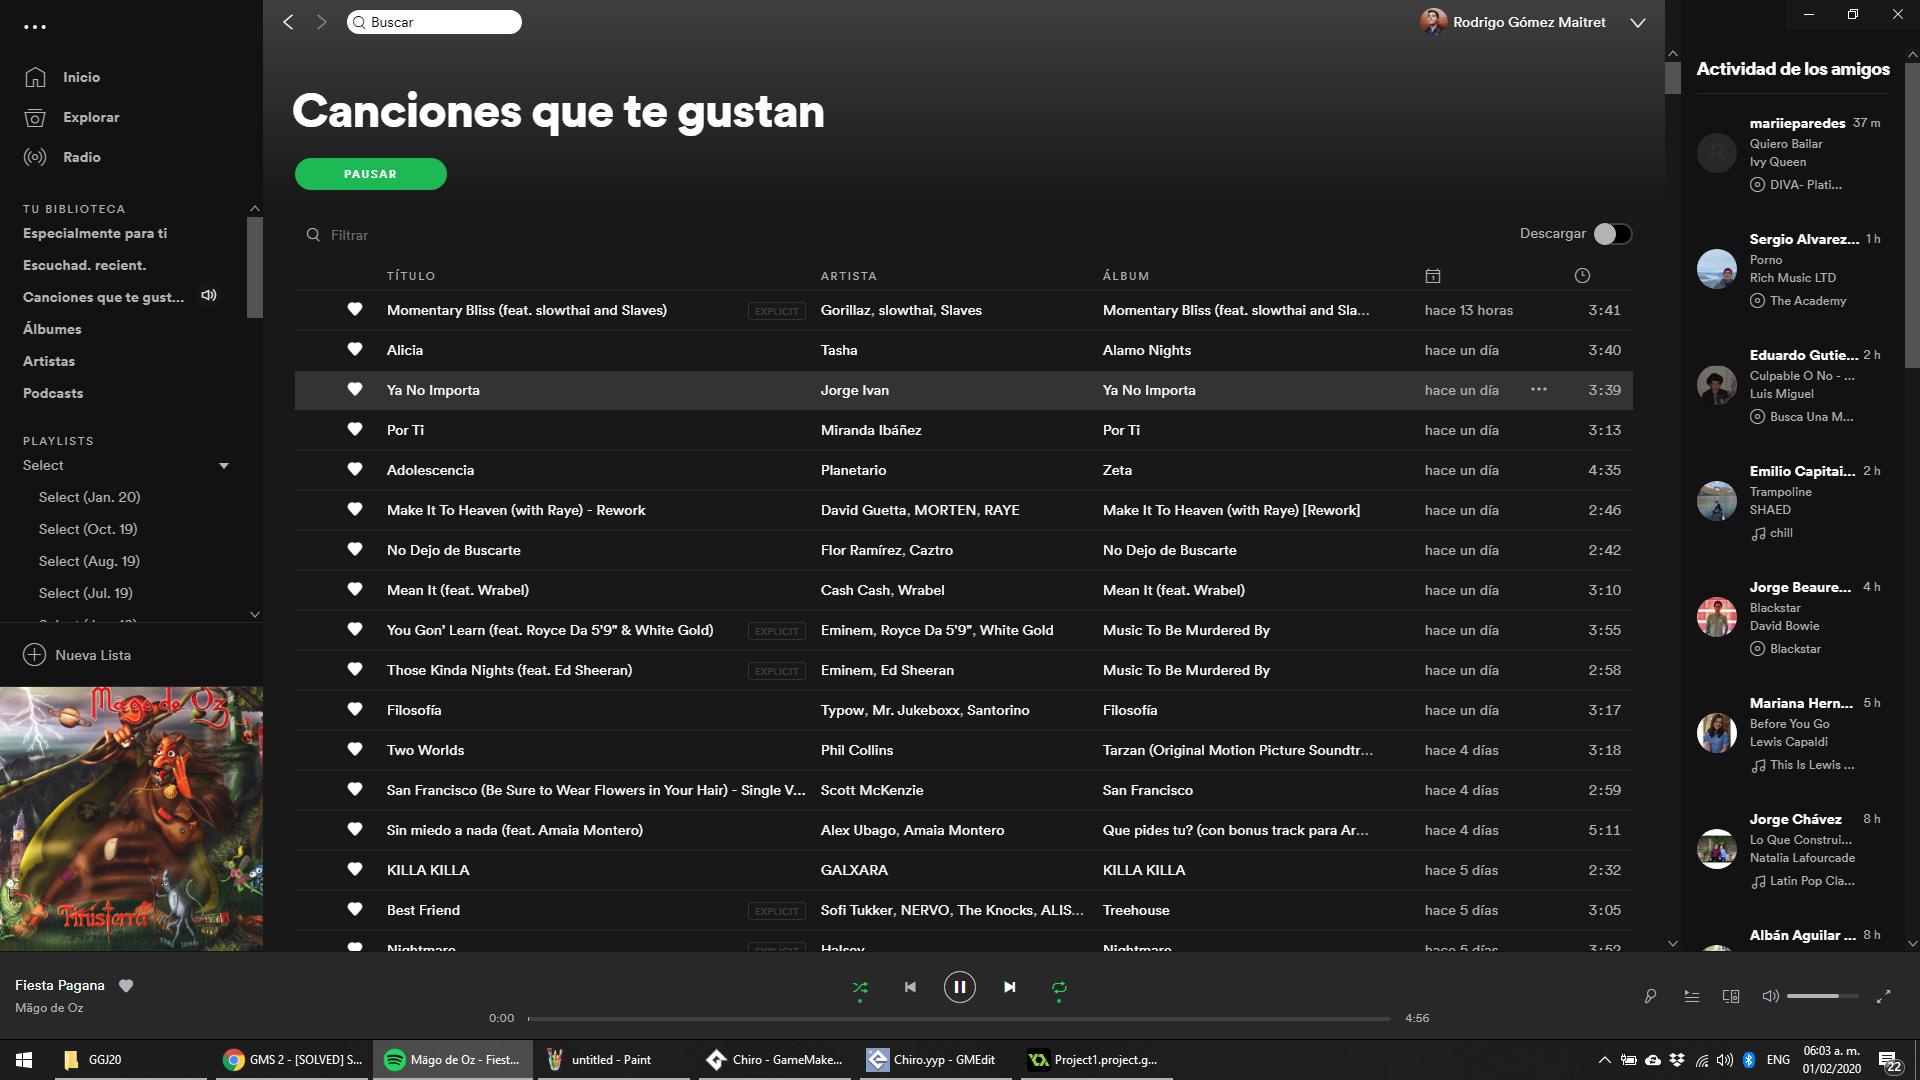 Buscar
Rodrigo Gómez Maitret
Inicio
Explorar
Radio
TU BIBLIOTECA
Especialmente para ti
Escuchad. recient.
Canciones que te gust...
Álbumes
Artistas
Podcasts
PLAYLISTS
Select
Select (Jan. 20)
Select (Oct. 19)
Select (Aug. 19)
Select (Jul. 19)
Nueva Lista
Mägo de Oz
Finisterra
Canciones que te gustan
PAUSAR
Filtrar
Descargar
TÍTULO ARTISTA ÁLBUM
Momentary Bliss (feat. slowthai and Slaves) EXPLICIT Gorillaz, slowthai, Slaves Momentary Bliss (feat. slowthai and Sla... hace 13 horas 3:41
Alicia Tasha Alamo Nights hace un día 3:40
Ya No Importa Jorge Ivan Ya No Importa hace un día ... 3:39
Por Ti Miranda Ibáñez Por Ti hace un día 3:13
Adolescencia Planetario Zeta hace un día 4:35
Make It To Heaven (with Raye) - Rework David Guetta, MORTEN, RAYE Make It To Heaven (with Raye) [Rework] hace un día 2:46
No Dejo de Buscarte Flor Ramírez, Caztro No Dejo de Buscarte hace un día 2:42
Mean It (feat. Wrabel) Cash Cash, Wrabel Mean It (feat. Wrabel) hace un día 3:10
You Gon' Learn (feat. Royce Da 5'9" & White Gold) EXPLICIT Eminem, Royce Da 5'9", White Gold Music To Be Murdered By hace un día 3:55
Those Kinda Nights (feat. Ed Sheeran) EXPLICIT Eminem, Ed Sheeran Music To Be Murdered By hace un día 2:58
Filosofía Typow, Mr. Jukeboxx, Santorino Filosofía hace un día 3:17
Two Worlds Phil Collins Tarzan (Original Motion Picture Soundtr... hace 4 días 3:18
San Francisco (Be Sure to Wear Flowers in Your Hair) - Single V... Scott McKenzie San Francisco hace 4 días 2:59
Sin miedo a nada (feat. Amaia Montero) Alex Ubago, Amaia Montero Que pides tu? (con bonus track para Ar... hace 4 días 5:11
KILLA KILLA GALXARA KILLA KILLA hace 5 días 2:32
Best Friend EXPLICIT Sofi Tukker, NERVO, The Knocks, ALIS... Treehouse hace 5 días 3:05
Nightmare EXPLICIT Halsey Nightmare hace 5 días 3:52
Actividad de los amigos
mariieparedes 37 m
Quiero Bailar
Ivy Queen
DIVA- Plati...
Sergio Alvarez... 1 h
Porno
Rich Music LTD
The Academy
Eduardo Gutie... 2 h
Culpable O No - ...
Luis Miguel
Busca Una M...
Emilio Capitai... 2 h
Trampoline
SHAED
chill
Jorge Beaure... 4 h
Blackstar
David Bowie
Blackstar
Mariana Hern... 5 h
Before You Go
Lewis Capaldi
This Is Lewis ...
Jorge Chávez 8 h
Lo Que Construi...
Natalia Lafourcade
Latin Pop Cla...
Albán Aguilar ... 8 h
Fiesta Pagana
Mägo de Oz
0:00
4:56
GGJ20
GMS 2 - [SOLVED] S...
Mägo de Oz - Fiest...
untitled - Paint
Chiro - GameMake...
Chiro.yyp - GMEdit
Project1.project.g...
ENG
06:03 a. m.
01/02/2020
22